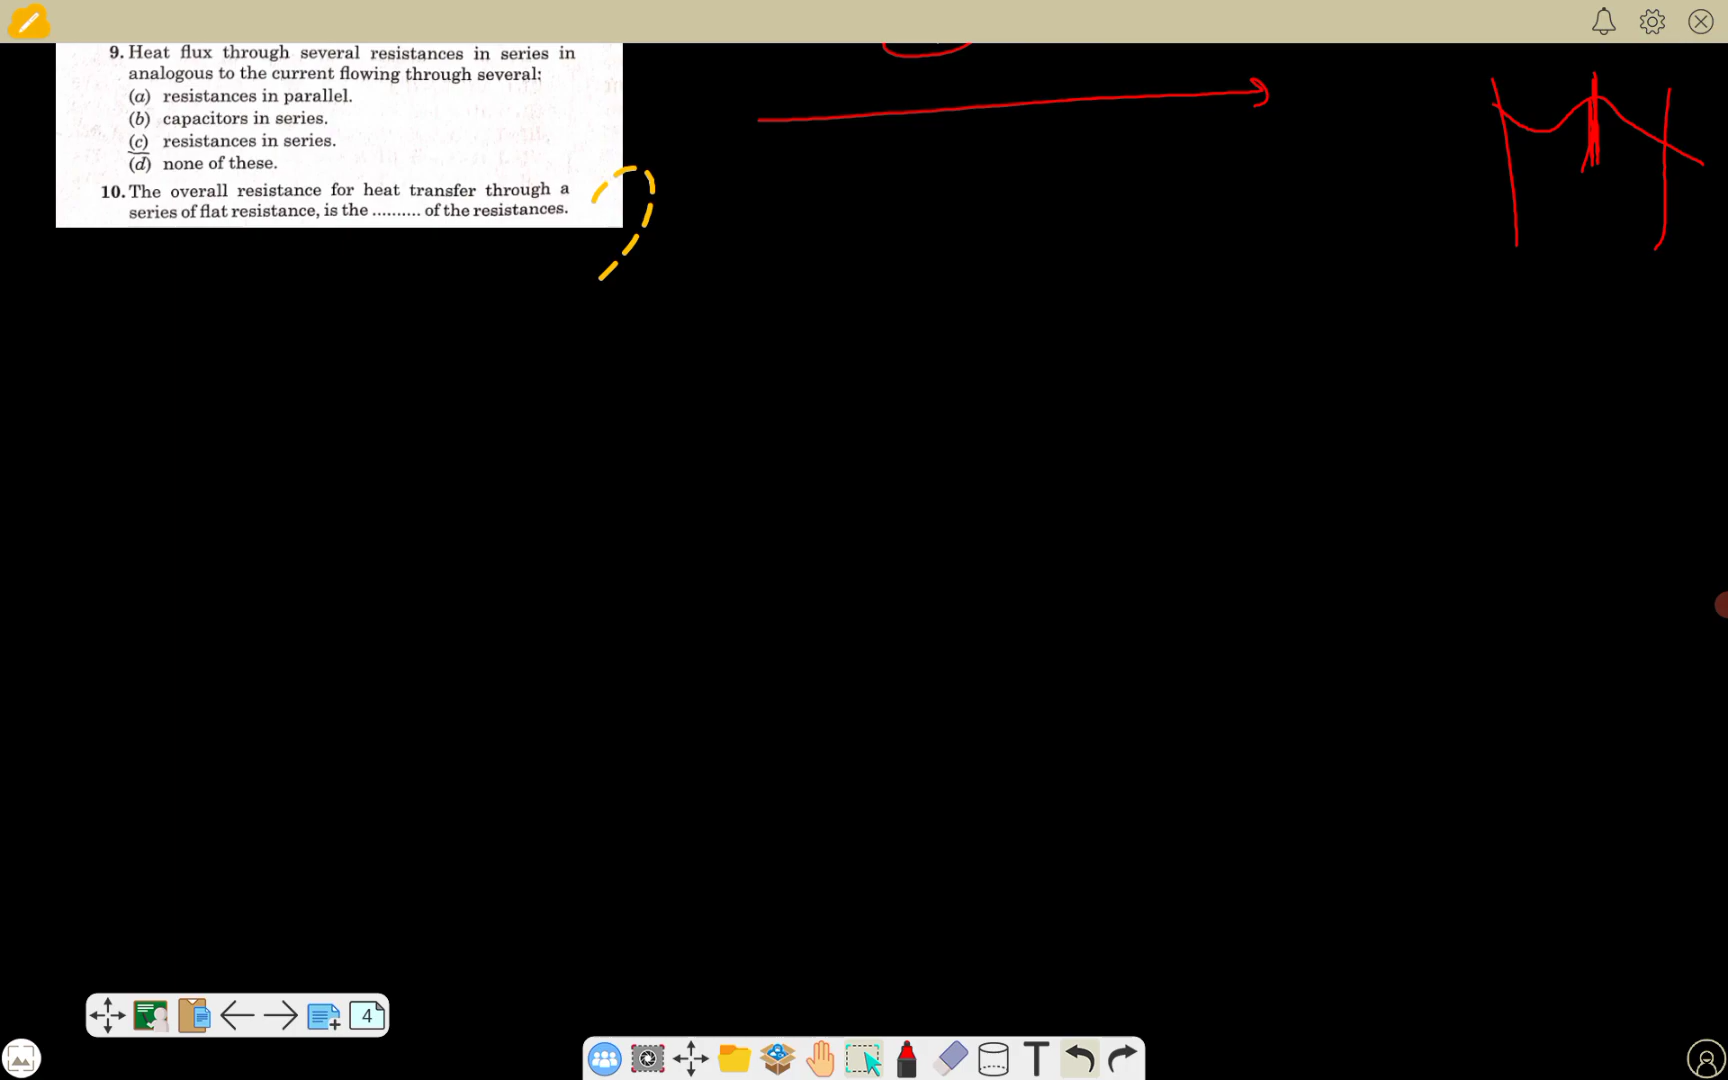 9. Heat flux through several resistances in series in
analogous to the current flowing through several:
(a) resistances in parallel.
(b) capacitors in series.
(c) resistances in series.
(d) none of these.
10. The overall resistance for heat transfer through a
series of flat resistance, is the .......... of the resistances.
4
T